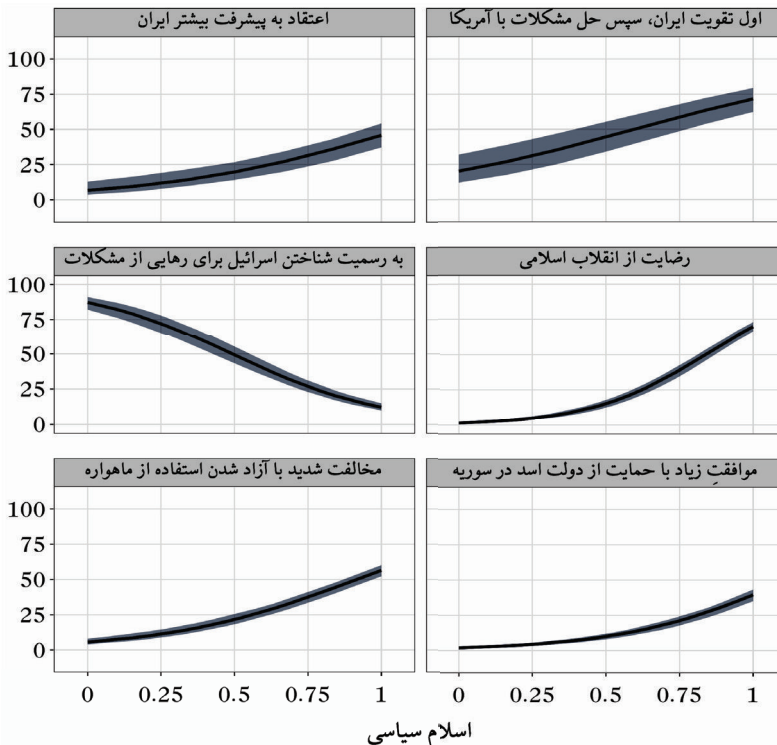 اول تقویت ایران، سپس حل مشکلات با آمریکا
اعتقاد به پیشرفت بیشتر ایران
100
75
50
25
0
رضایت از انقلاب اسلامی
به رسمیت شناختن اسرائیل برای رهایی از مشکلات
100
75
50
25
0
موافقتِ زیاد با حمایت از دولت اسد در سوریه
مخالفت شدید با آزاد شدن استفاده از ماهواره
100
75
50
25
0
0 0.25 0.5 0.75 1 0 0.25 0.5 0.75 1
اسلام سیاسی